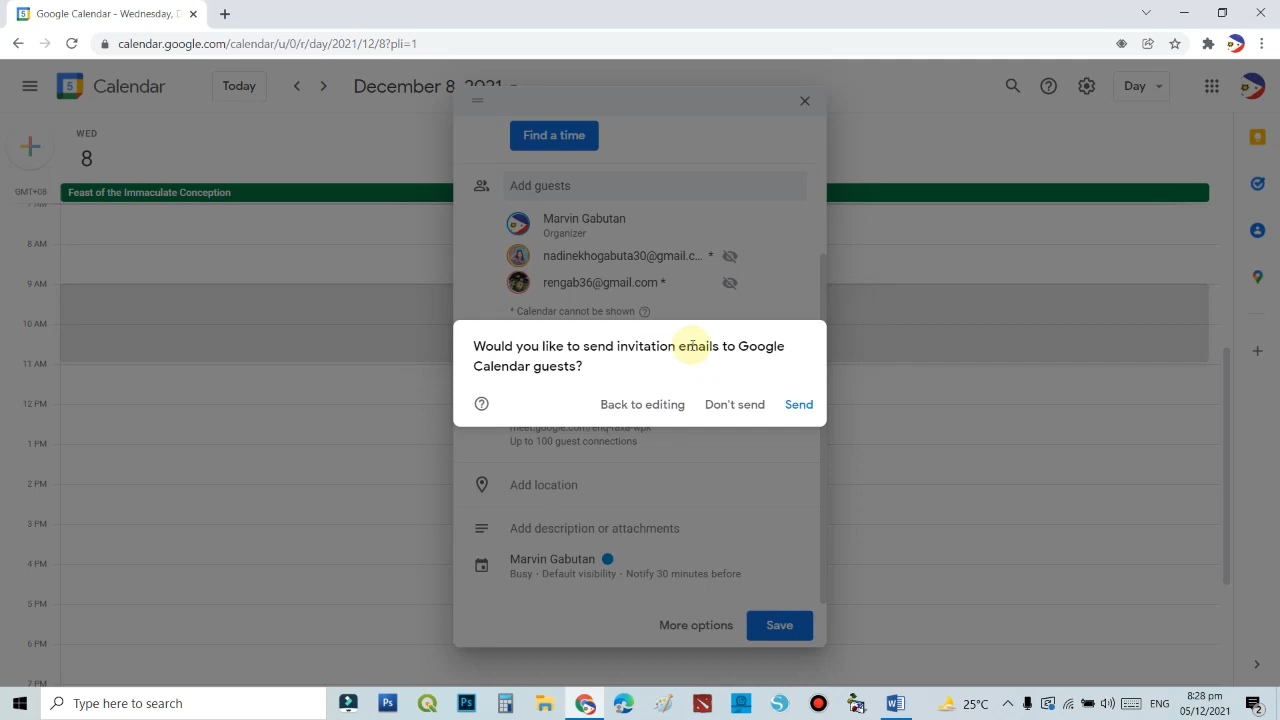 Google Calendar - Wednesday, D
calendar.google.com/calendar/u/0/r/day/2021/12/8?pli=1
Calendar
Today
December 8, 2021
Day
WED
8
GMT+08
Feast of the Immaculate Conception
7 AM
8 AM
9 AM
10 AM
11 AM
12 PM
1 PM
2 PM
3 PM
4 PM
5 PM
6 PM
7PM
Find a time
Add guests
Marvin Gabutan
Organizer
nadinekhogabuta30@gmail.c... *
rengab36@gmail.com *
* Calendar cannot be shown
Would you like to send invitation emails to Google
Calendar guests?
Back to editing
Don't send
Send
Up to 100 guest connections
Add location
Add description or attachments
Marvin Gabutan
Busy · Default visibility · Notify 30 minutes before
More options
Save
Type here to search
25°C
ENG
8:28 pm
05/12/2021
2